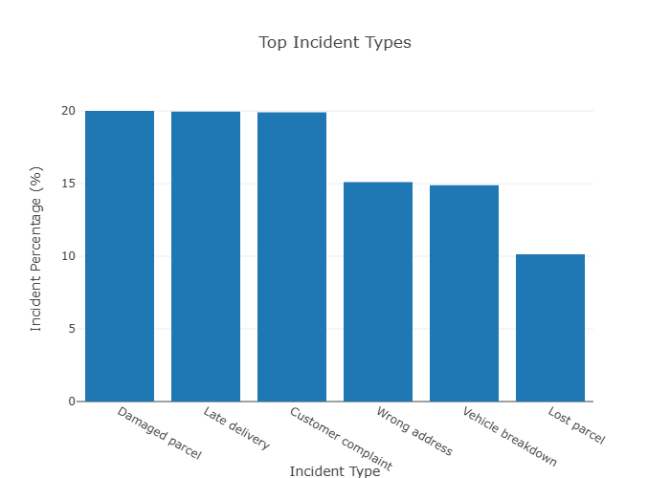 Top Incident Types
Incident Percentage (%)
20
15
10
5
0
Damaged parcel
Late delivery
Customer complaint
Wrong address
Vehicle breakdown
Lost parcel
Incident Type